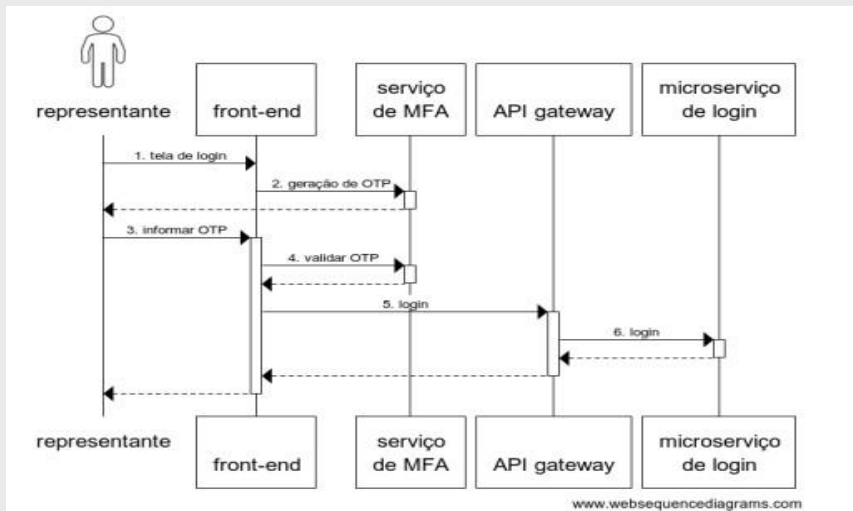 representante
front-end
serviço
de MFA
API gateway
microserviço
de login
1. tela de login
2. geração de OTP
3. informar OTP
4. validar OTP
5. login
6. login
representante
front-end
serviço
de MFA
API gateway
microserviço
de login
www.websequencediagrams.com